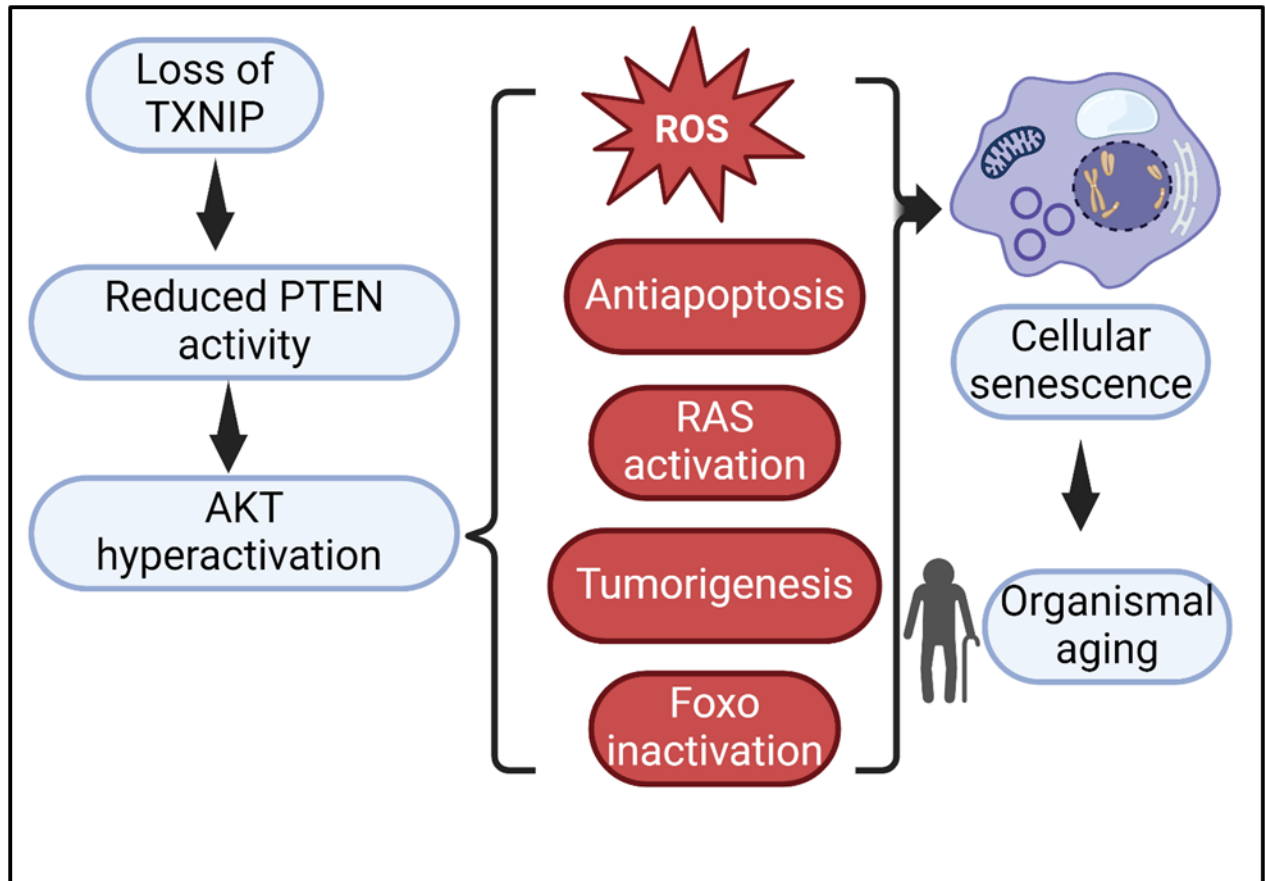 Loss of
TXNIP
Reduced PTEN
activity
AKT
hyperactivation
ROS
Antiapoptosis
RAS
activation
Tumorigenesis
Foxo
inactivation
Cellular
senescence
Organismal
aging